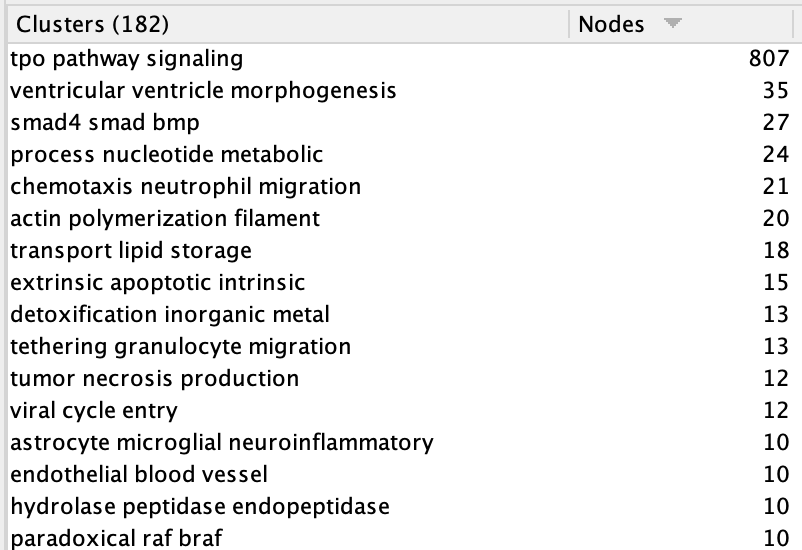 Clusters (182) Nodes
tpo pathway signaling 807
ventricular ventricle morphogenesis 35
smad4 smad bmp 27
process nucleotide metabolic 24
chemotaxis neutrophil migration 21
actin polymerization filament 20
transport lipid storage 18
extrinsic apoptotic intrinsic 15
detoxification inorganic metal 13
tethering granulocyte migration 13
tumor necrosis production 12
viral cycle entry 12
astrocyte microglial neuroinflammatory 10
endothelial blood vessel 10
hydrolase peptidase endopeptidase 10
paradoxical raf braf 10